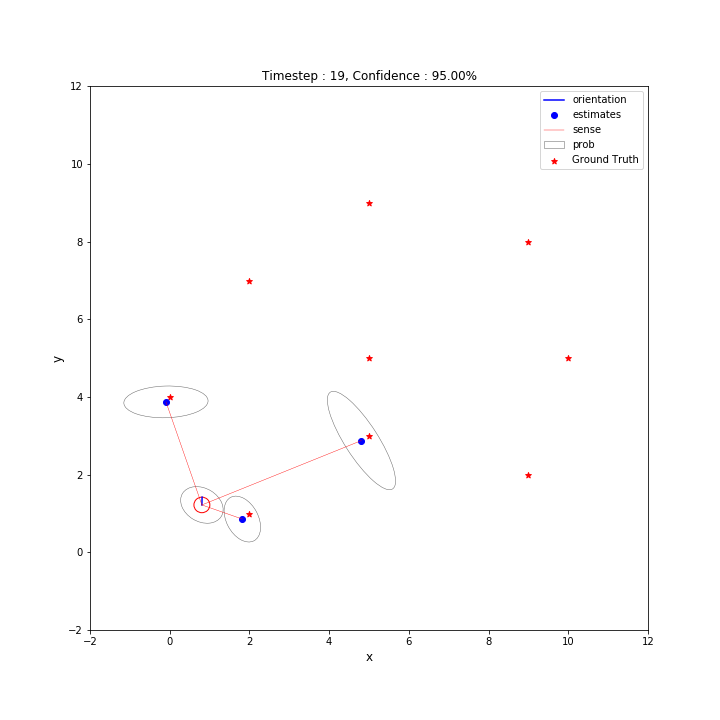 Timestep : 19, Confidence : 95.00%
orientation
estimates
sense
prob
Ground Truth
12
10
8
6
4
2
0
−2
y
−2 0 2 4 6 8 10 12
x